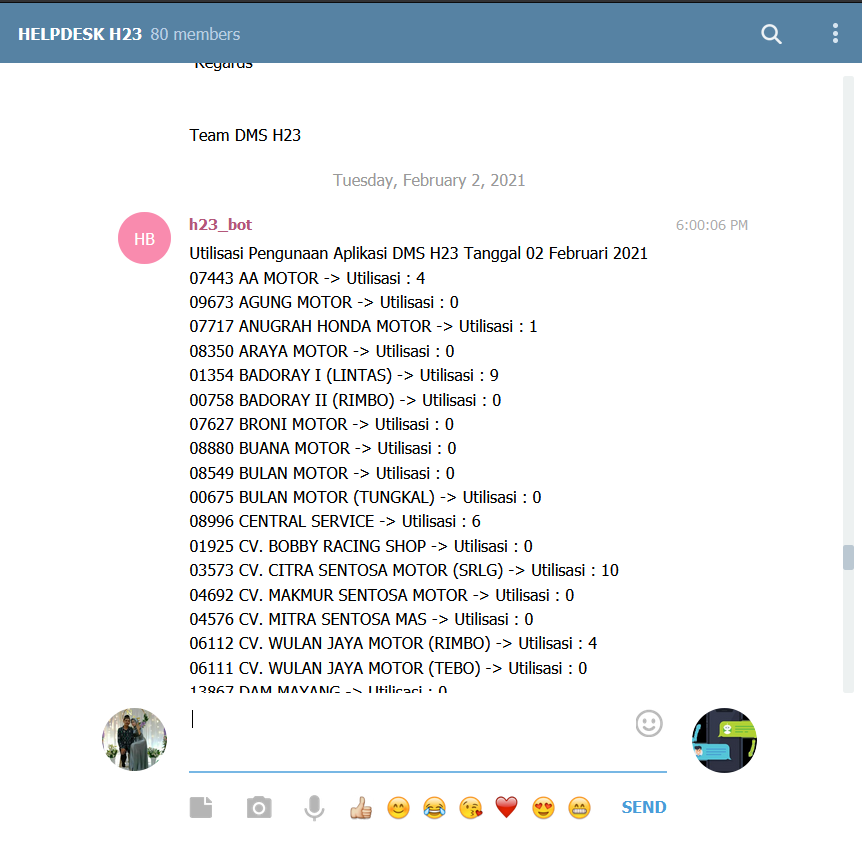 HELPDESK H23 80 members
Regards
Team DMS H23
Tuesday, February 2, 2021
HB
h23_bot 6:00:06 PM
Utilisasi Pengunaan Aplikasi DMS H23 Tanggal 02 Februari 2021
07443 AA MOTOR -> Utilisasi : 4
09673 AGUNG MOTOR -> Utilisasi : 0
07717 ANUGRAH HONDA MOTOR -> Utilisasi : 1
08350 ARAYA MOTOR -> Utilisasi : 0
01354 BADORAY I (LINTAS) -> Utilisasi : 9
00758 BADORAY II (RIMBO) -> Utilisasi : 0
07627 BRONI MOTOR -> Utilisasi : 0
08880 BUANA MOTOR -> Utilisasi : 0
08549 BULAN MOTOR -> Utilisasi : 0
00675 BULAN MOTOR (TUNGKAL) -> Utilisasi : 0
08996 CENTRAL SERVICE -> Utilisasi : 6
01925 CV. BOBBY RACING SHOP -> Utilisasi : 0
03573 CV. CITRA SENTOSA MOTOR (SRLG) -> Utilisasi : 10
04692 CV. MAKMUR SENTOSA MOTOR -> Utilisasi : 0
04576 CV. MITRA SENTOSA MAS -> Utilisasi : 0
06112 CV. WULAN JAYA MOTOR (RIMBO) -> Utilisasi : 4
06111 CV. WULAN JAYA MOTOR (TEBO) -> Utilisasi : 0
13867 DAM MAYANG -> Utilisasi : 0
SEND